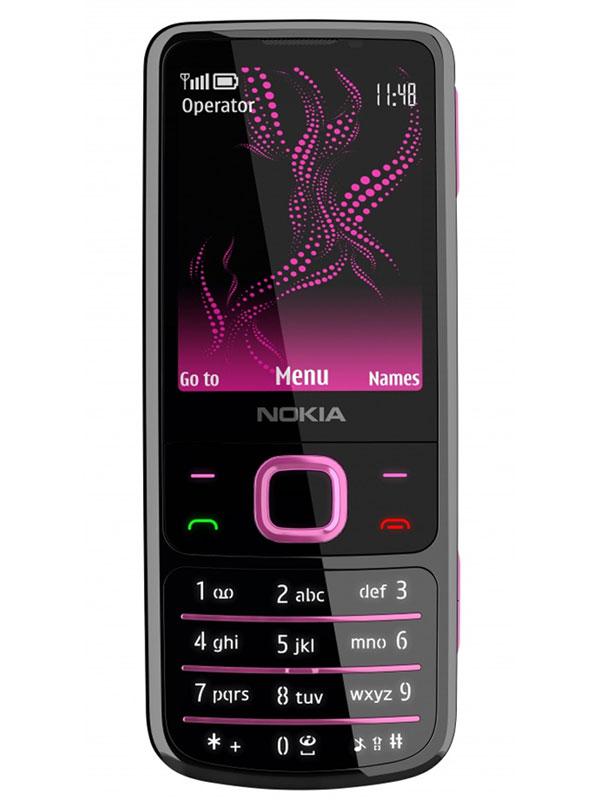 11:48
Operator
Go to Menu Names
NOKIA
1 2 abc def 3
4 ghi 5 jkl mno 6
7 pqrs 8 tuv wxyz 9
* + 0 #